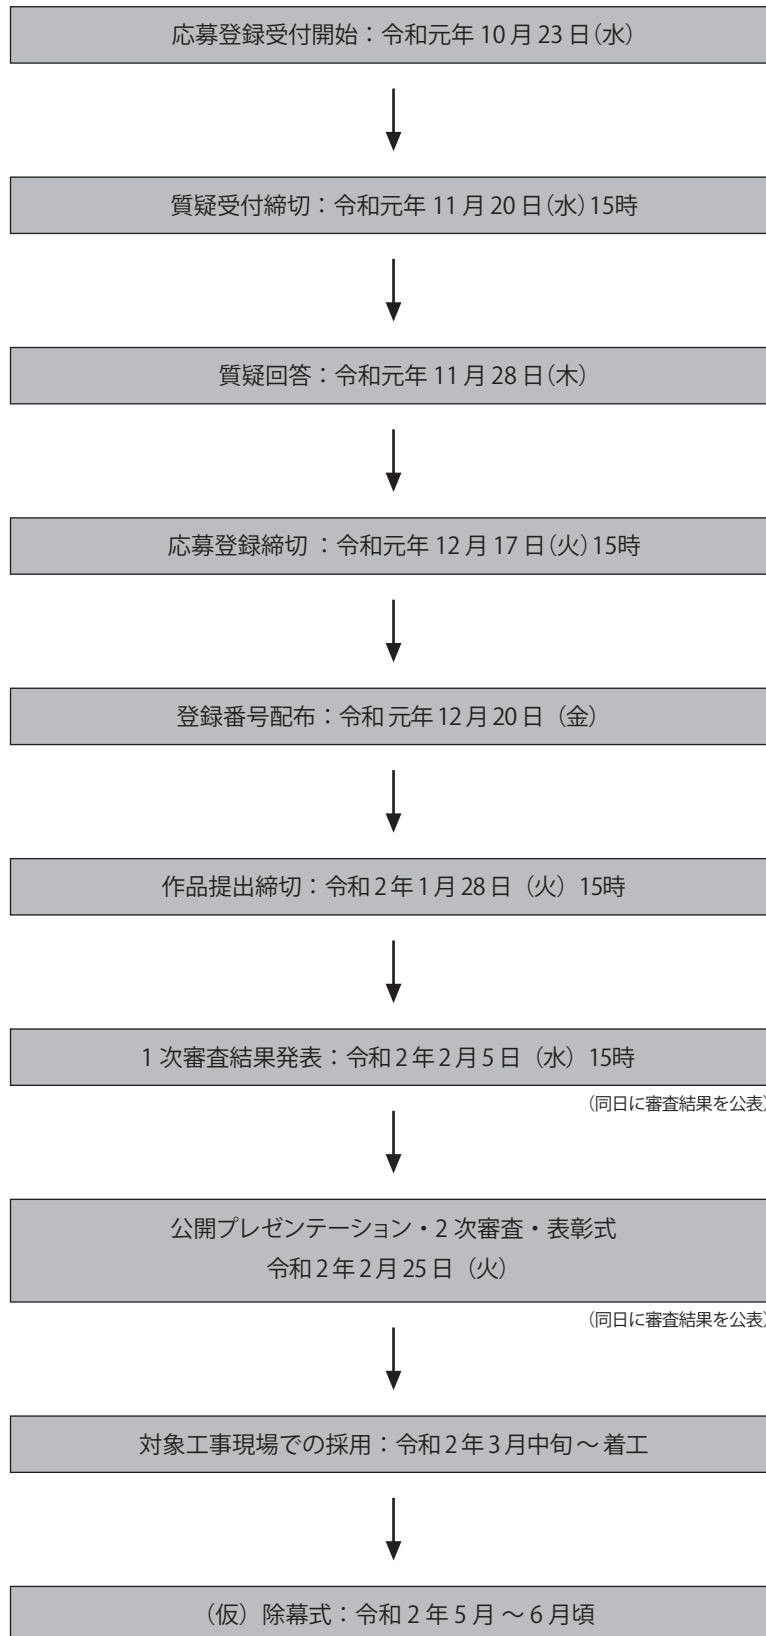 応募登録受付開始：令和元年 10 月 23 日（水）
質疑受付締切：令和元年 11 月 20 日（水）15時
質疑回答：令和元年 11 月 28 日（木）
応募登録締切 ：令和元年 12 月 17 日（火）15時
登録番号配布：令和 元年 12 月 20 日（金）
作品提出締切：令和 2 年 1 月 28 日（火）15時
1 次審査結果発表：令和 2 年 2 月 5 日（水）15時
（同日に審査結果を公表）
公開プレゼンテーション・2 次審査・表彰式
令和 2 年 2 月 25 日（火）
（同日に審査結果を公表）
対象工事現場での採用：令和 2 年 3 月中旬～ 着工
（仮）除幕式：令和 2 年 5 月 ～ 6 月頃